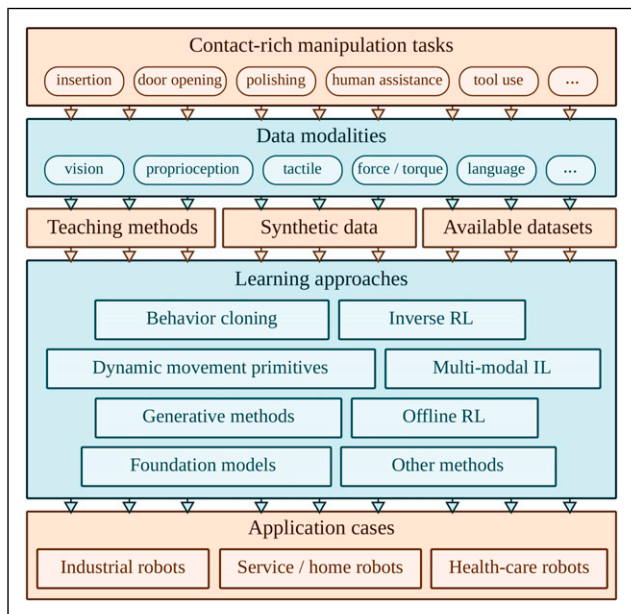 Contact-rich manipulation tasks
insertion door opening polishing human assistance tool use ...
Data modalities
vision proprioception tactile force / torque language ...
Teaching methods Synthetic data Available datasets
Learning approaches
Behavior cloning Inverse RL
Dynamic movement primitives Multi-modal IL
Generative methods Offline RL
Foundation models Other methods
Application cases
Industrial robots Service / home robots Health-care robots